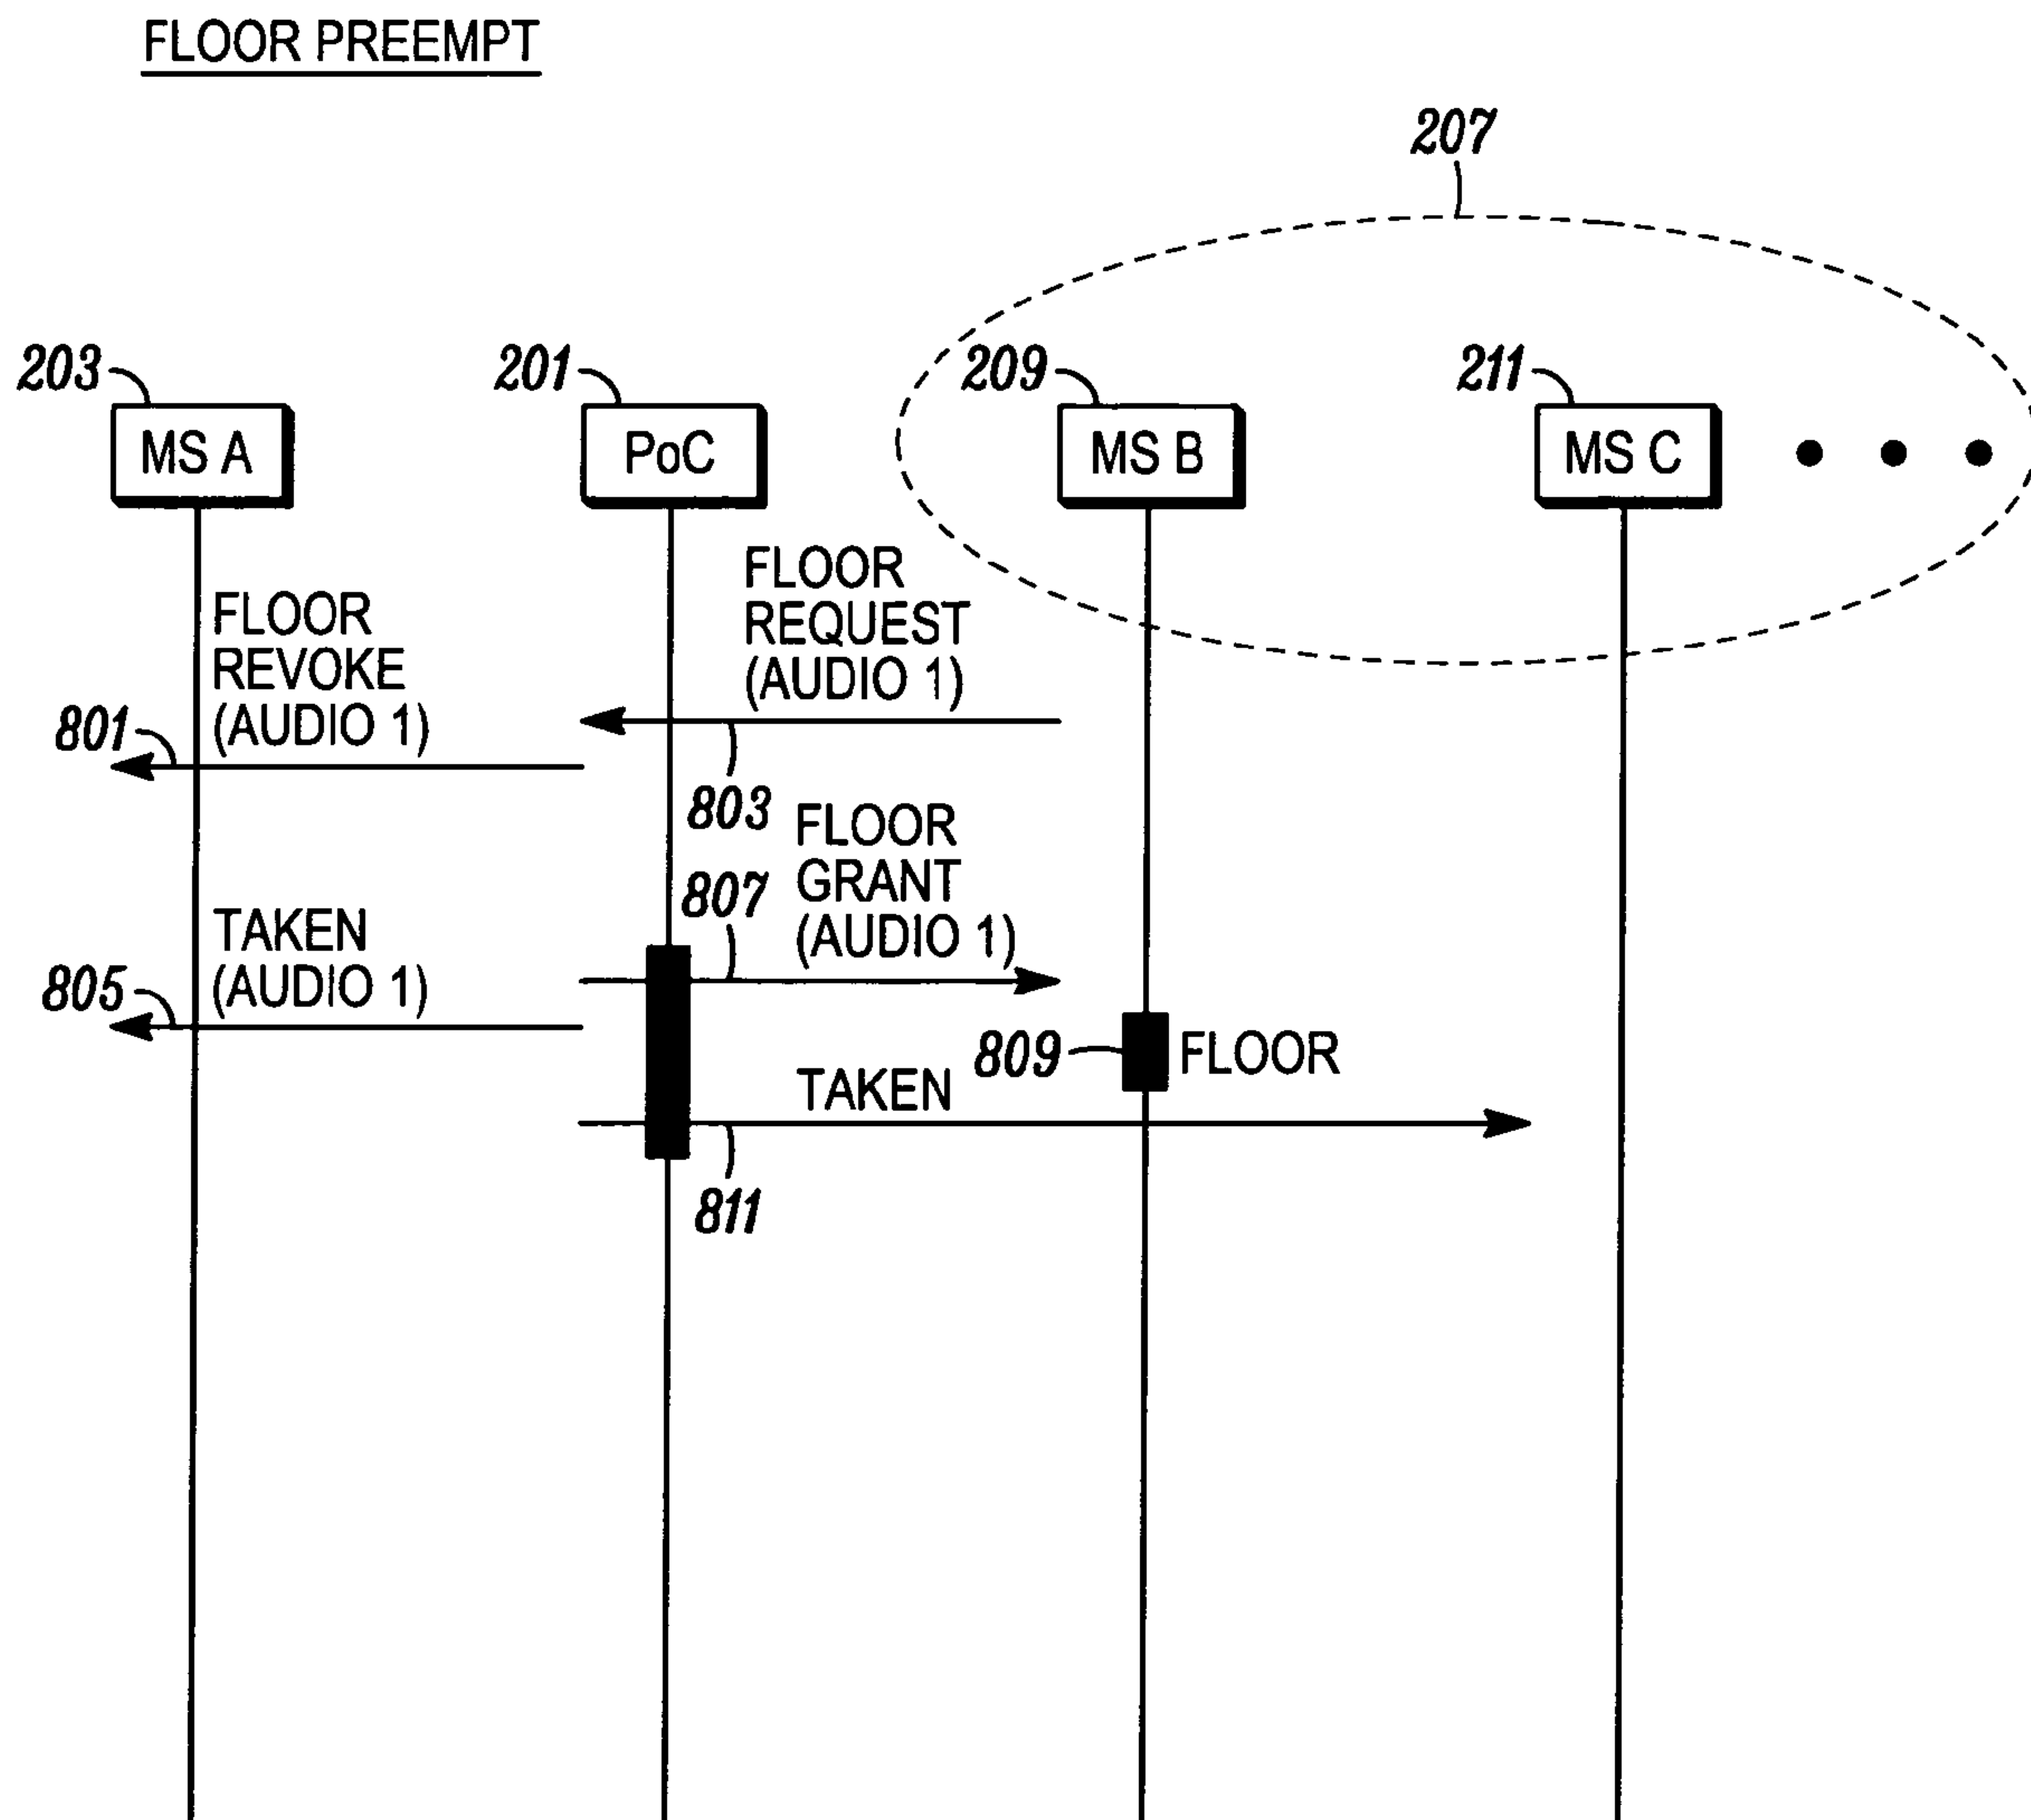 FLOOR PREEMPT
207
203
201
209
211
MS A
PoC
MS B
MS C
FLOOR
REQUEST
(AUDIO 1)
FLOOR
REVOKE
(AUDIO 1)
801
803
FLOOR
GRANT
(AUDIO 1)
807
TAKEN
(AUDIO 1)
805
809
FLOOR
TAKEN
811